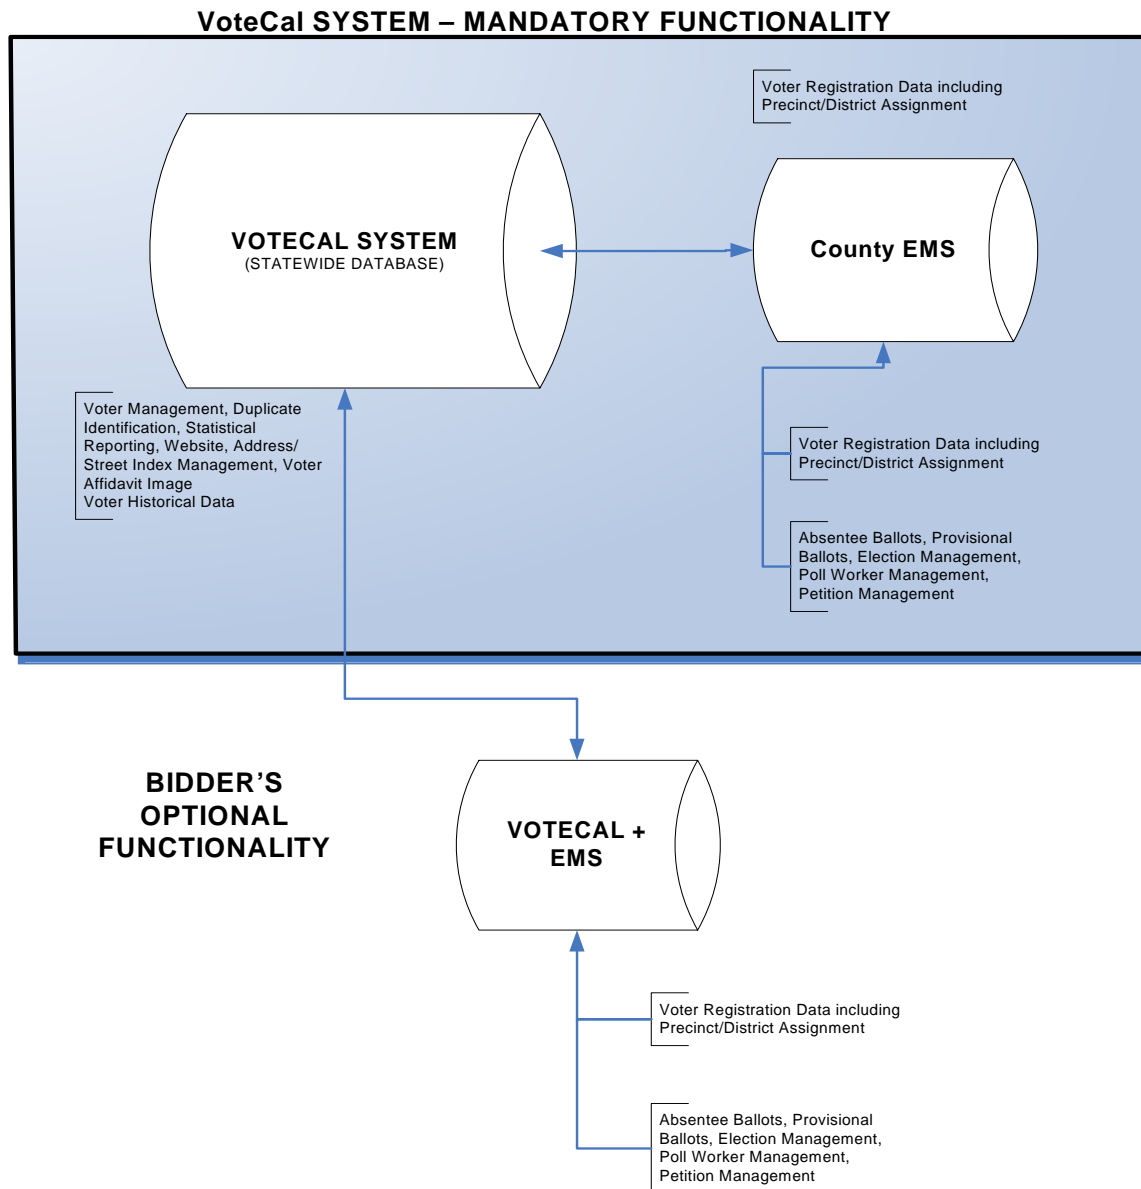 VoteCal SYSTEM – MANDATORY FUNCTIONALITY
Voter Registration Data including
Precinct/District Assignment
VOTECAL SYSTEM
(STATEWIDE DATABASE)
County EMS
Voter Management, Duplicate
Identification, Statistical
Reporting, Website, Address/
Street Index Management, Voter
Affidavit Image
Voter Historical Data
Voter Registration Data including
Precinct/District Assignment
Absentee Ballots, Provisional
Ballots, Election Management,
Poll Worker Management,
Petition Management
BIDDER’S
OPTIONAL
FUNCTIONALITY
VOTECAL +
EMS
Voter Registration Data including
Precinct/District Assignment
Absentee Ballots, Provisional
Ballots, Election Management,
Poll Worker Management,
Petition Management